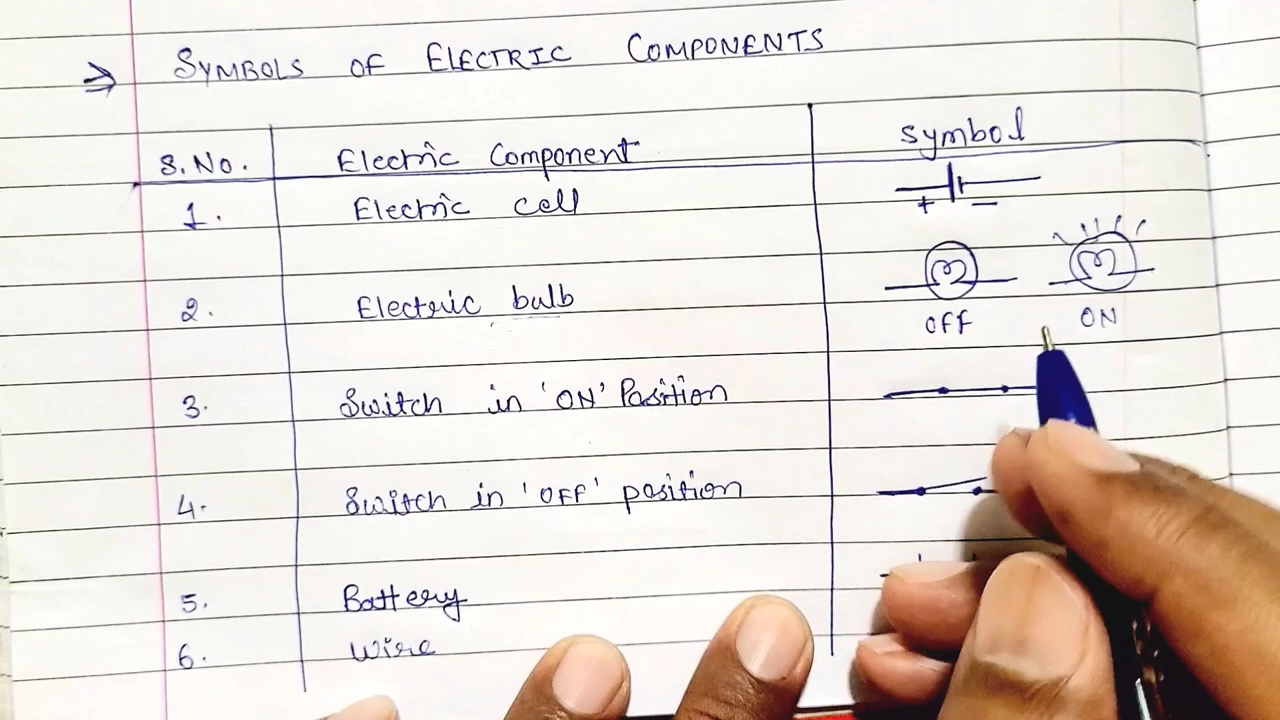 ⇒ SYMBOLS OF ELECTRIC COMPONENTS
S. No. Electric Component Symbol
1. Electric cell
+ −
2. Electric bulb
OFF ON
3. Switch in 'ON' Position
4. Switch in 'OFF' position
5. Battery
6. Wire